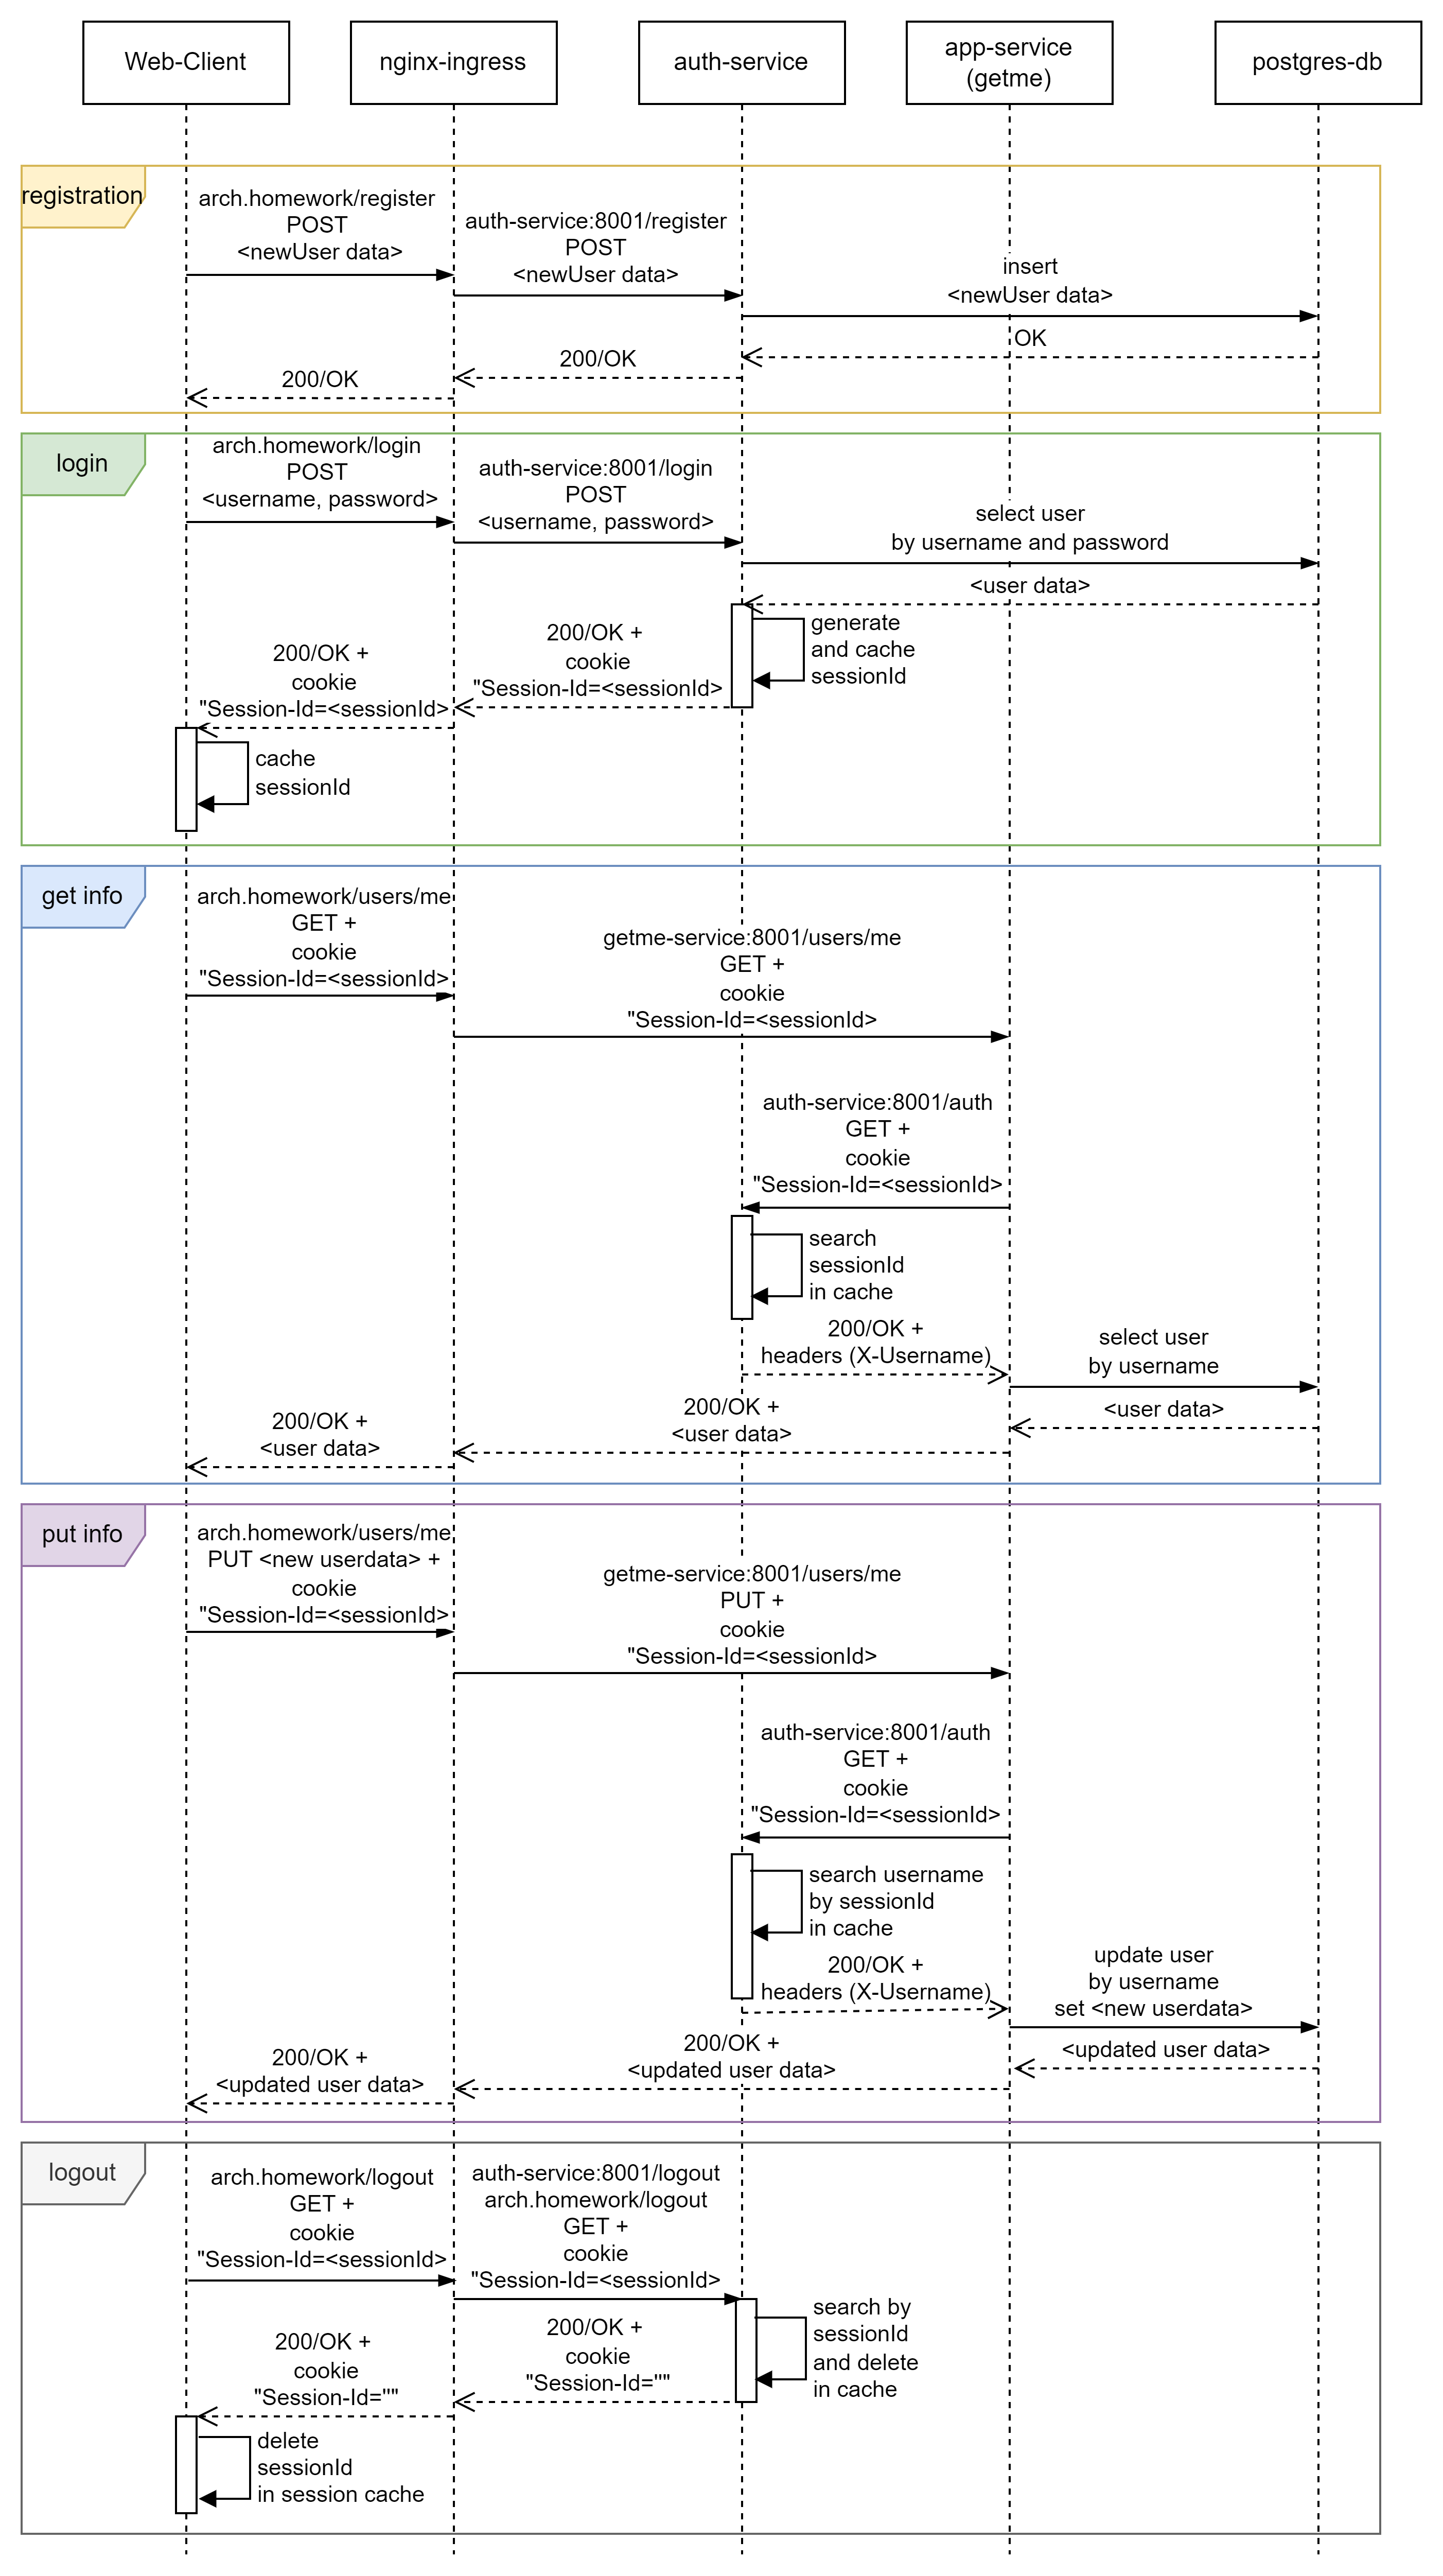 Web-Client
nginx-ingress
auth-service
app-service
(getme)
postgres-db
registration
arch.homework/register
POST
<newUser data>
auth-service:8001/register
POST
<newUser data>
insert
<newUser data>
OK
200/OK
200/OK
login
arch.homework/login
POST
<username, password>
auth-service:8001/login
POST
<username, password>
select user
by username and password
<user data>
generate
and cache
sessionId
200/OK +
cookie
"Session-Id=<sessionId>
200/OK +
cookie
"Session-Id=<sessionId>
cache
sessionId
get info
arch.homework/users/me
GET +
cookie
"Session-Id=<sessionId>
getme-service:8001/users/me
GET +
cookie
"Session-Id=<sessionId>
auth-service:8001/auth
GET +
cookie
"Session-Id=<sessionId>
search
sessionId
in cache
200/OK +
headers (X-Username)
select user
by username
<user data>
200/OK +
<user data>
200/OK +
<user data>
put info
arch.homework/users/me
PUT <new userdata> +
cookie
"Session-Id=<sessionId>
getme-service:8001/users/me
PUT +
cookie
"Session-Id=<sessionId>
auth-service:8001/auth
GET +
cookie
"Session-Id=<sessionId>
search username
by sessionId
in cache
200/OK +
headers (X-Username)
update user
by username
set <new userdata>
<updated user data>
200/OK +
<updated user data>
200/OK +
<updated user data>
logout
arch.homework/logout
GET +
cookie
"Session-Id=<sessionId>
auth-service:8001/logout
arch.homework/logout
GET +
cookie
"Session-Id=<sessionId>
search by
sessionId
and delete
in cache
200/OK +
cookie
"Session-Id=""
200/OK +
cookie
"Session-Id=""
delete
sessionId
in session cache